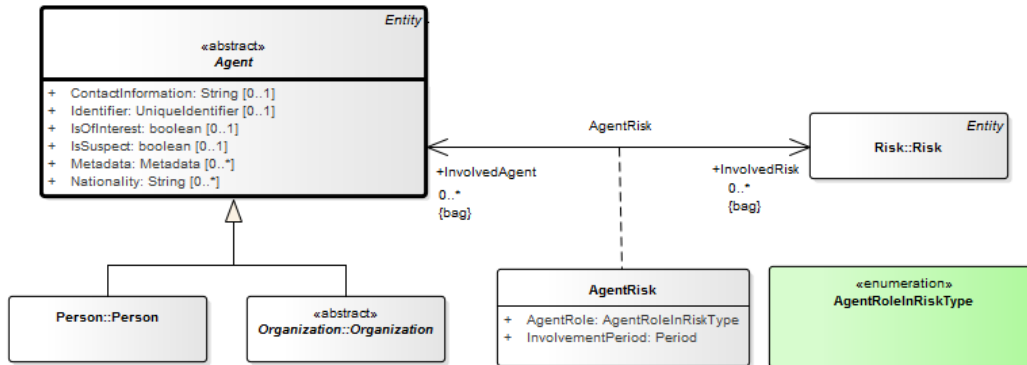 Entity
«abstract»
Agent
+ ContactInformation: String [0..1]
+ Identifier: UniqueIdentifier [0..1]
+ IsOfInterest: boolean [0..1]
+ IsSuspect: boolean [0..1]
+ Metadata: Metadata [0..*]
+ Nationality: String [0..*]
AgentRisk
+InvolvedAgent
0..*
{bag}
+InvolvedRisk
0..*
{bag}
Entity
Risk::Risk
Person::Person
«abstract»
Organization::Organization
AgentRisk
+ AgentRole: AgentRoleInRiskType
+ InvolvementPeriod: Period
«enumeration»
AgentRoleInRiskType